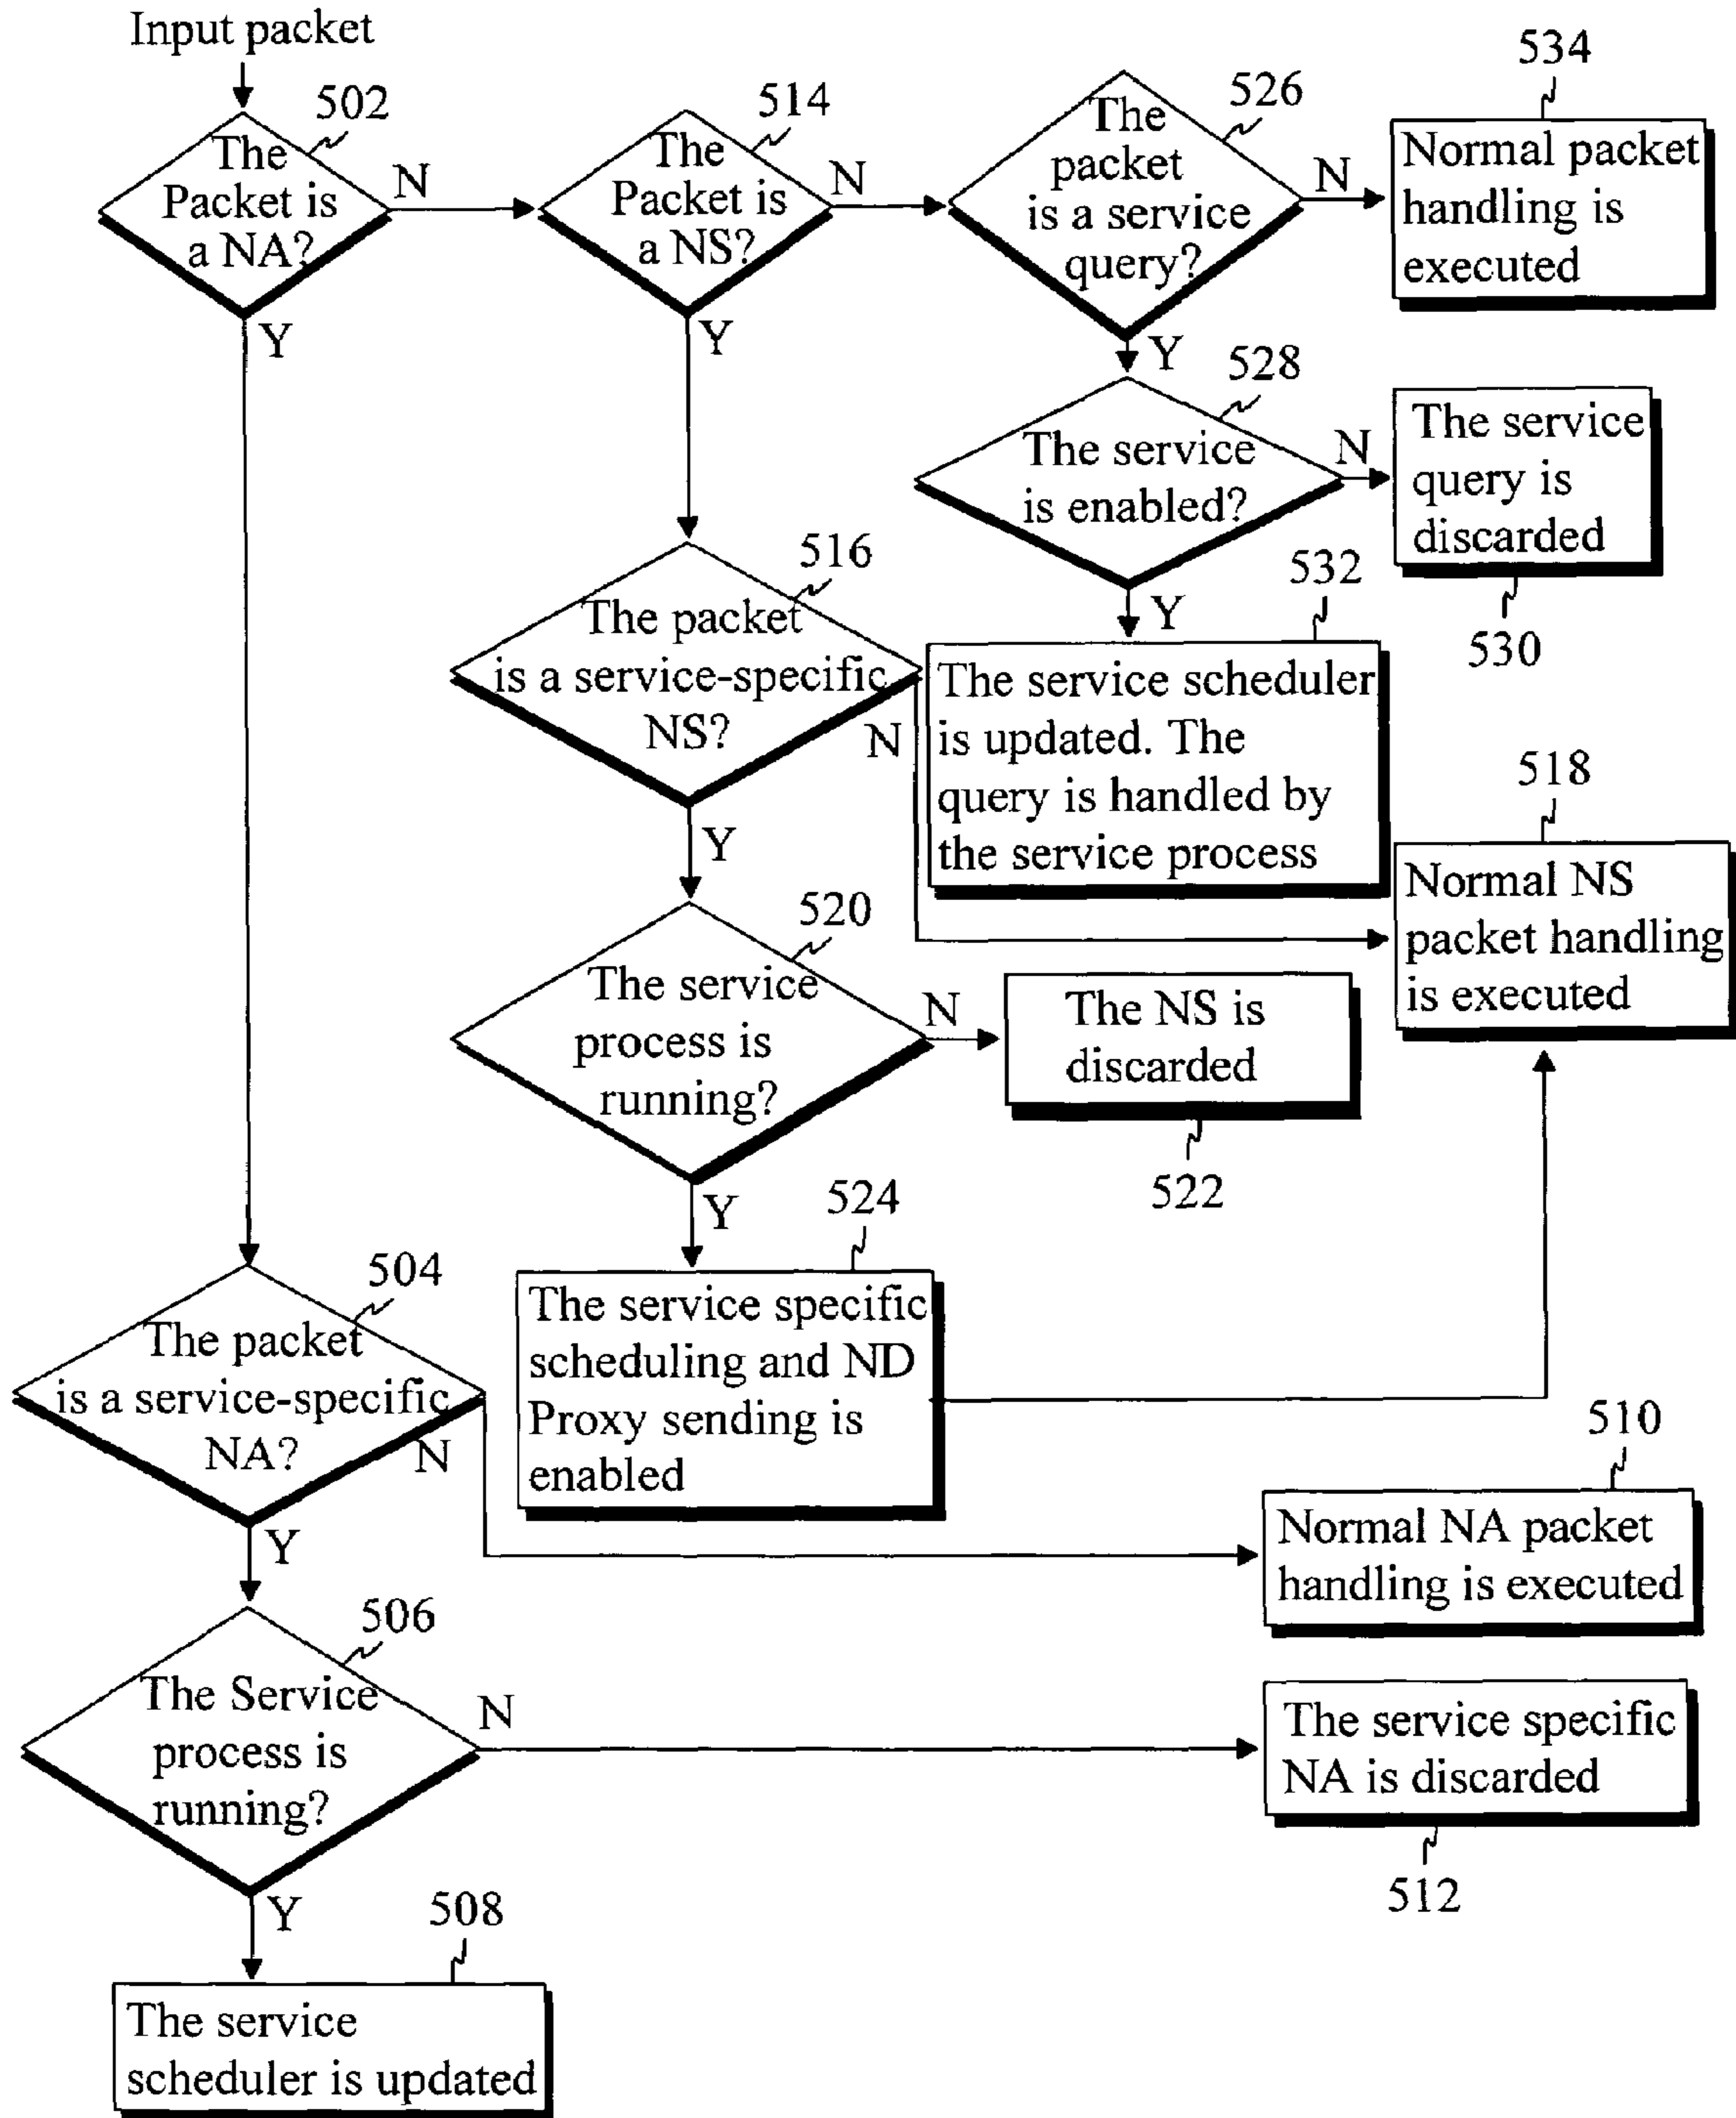 Input packet
502
The
Packet is
a NA?
N
Y
514
The
Packet is
a NS?
N
Y
526
The
packet
is a service
query?
N
Y
534
Normal packet
handling is
executed
528
The service
is enabled?
N
Y
The service
query is
discarded
530
516
The packet
is a service-specific
NS?
N
Y
532
The service scheduler
is updated. The
query is handled by
the service process
518
Normal NS
packet handling
is executed
520
The service
process is
running?
N
Y
The NS is
discarded
522
524
The service specific
scheduling and ND
Proxy sending is
enabled
504
The packet
is a service-specific
NA?
N
Y
510
Normal NA packet
handling is executed
506
The Service
process is
running?
N
Y
The service specific
NA is discarded
512
508
The service
scheduler is updated